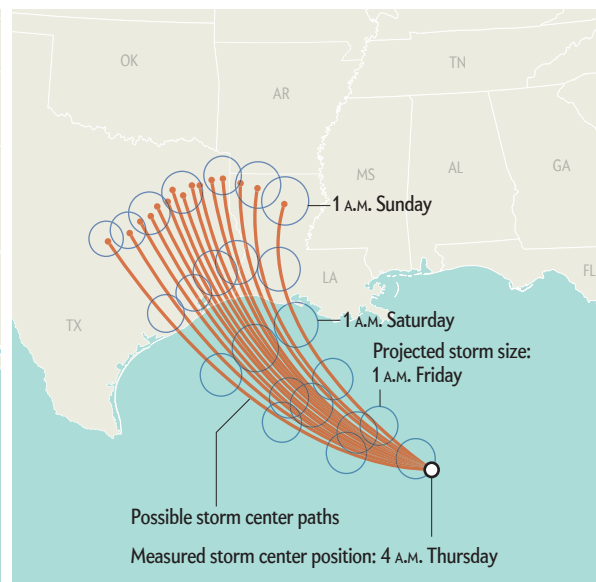 OK
TN
AR
MS
AL
GA
1 A.M. Sunday
LA
FL
TX
1 A.M. Saturday
Projected storm size:
1 A.M. Friday
Possible storm center paths
Measured storm center position: 4 A.M. Thursday